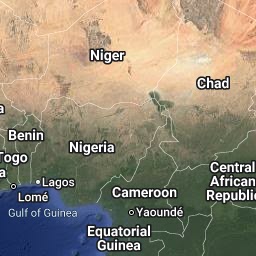 Niger
Chad
Benin
Nigeria
Togo
Central
African
Republic
Lagos
Lomé
Cameroon
Gulf of Guinea
Yaoundé
Equatorial
Guinea